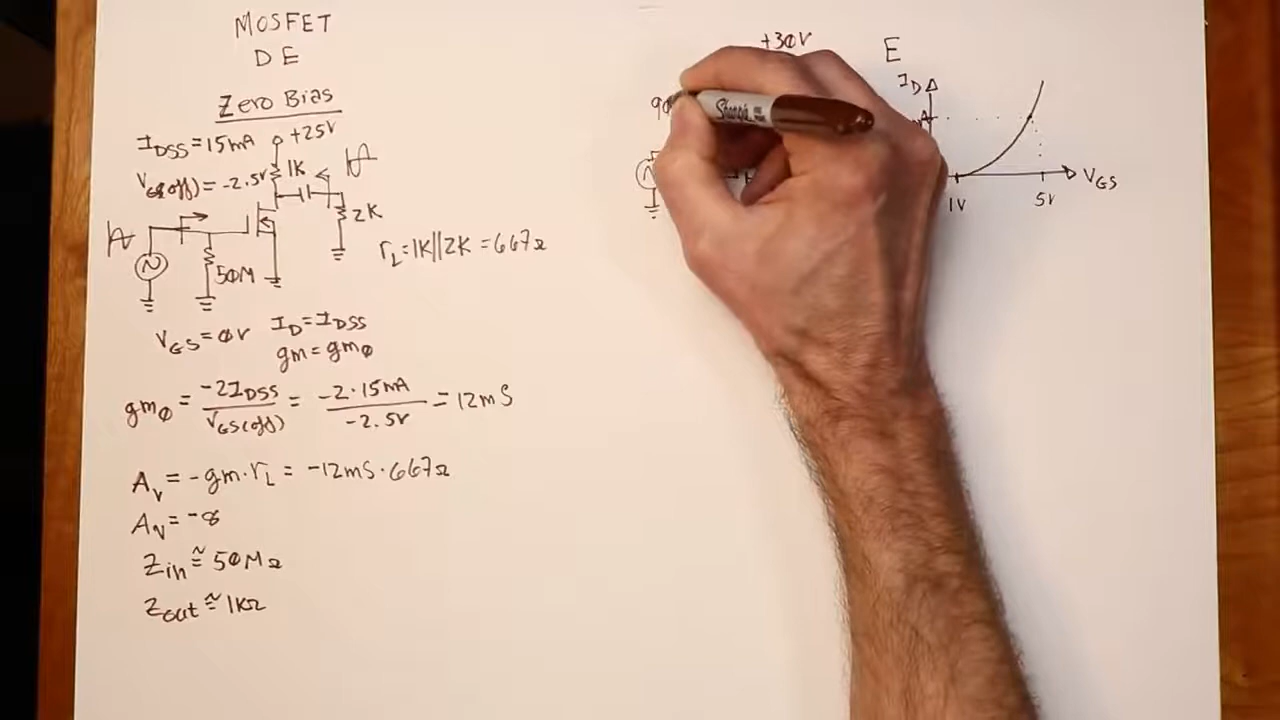 MOSFET
DE
Zero Bias
IDSS = 15mA
+25V
VGS(off) = -2.5V
1K
2K
50M
rL = 1K||2K = 667Ω
VGS = 0V
ID = IDSS
gm = gm0
gm0 = -2IDSS / VGS(off) = -2·15mA / -2.5V = 12mS
Av = -gm·rL = -12mS·667Ω
Av = -8
Zin ≅ 50MΩ
Zout ≅ 1KΩ
+30V
E
ID
VGS
1V
5V
Sharpie